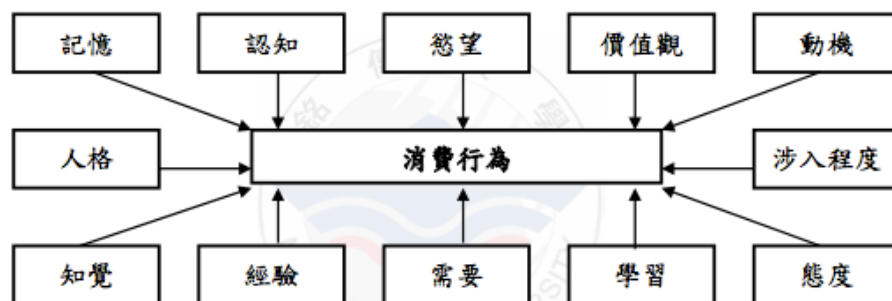 記憶 認知 慾望 價值觀 動機
人格 消費行為 涉入程度
知覺 經驗 需要 學習 態度